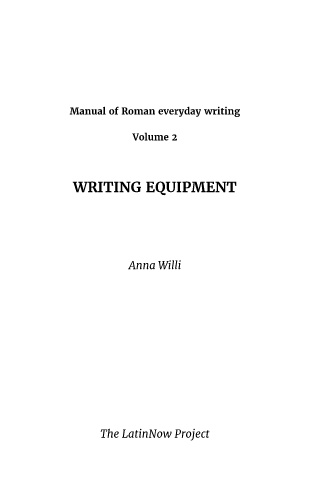 Manual of Roman everyday writing
Volume 2
WRITING EQUIPMENT
Anna Willi
The LatinNow Project